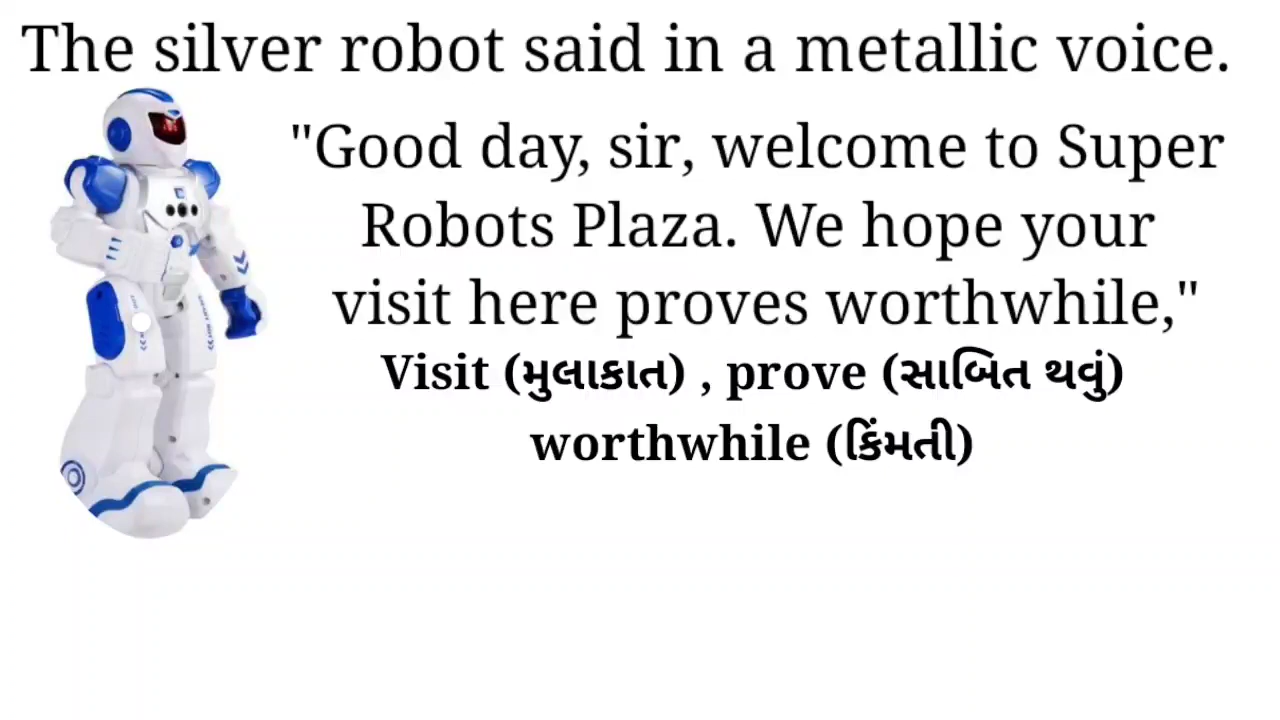 The silver robot said in a metallic voice.
"Good day, sir, welcome to Super
Robots Plaza. We hope your
visit here proves worthwhile,"
Visit (મુલાકાત) , prove (સાબિત થવું)
worthwhile (કિંમતી)